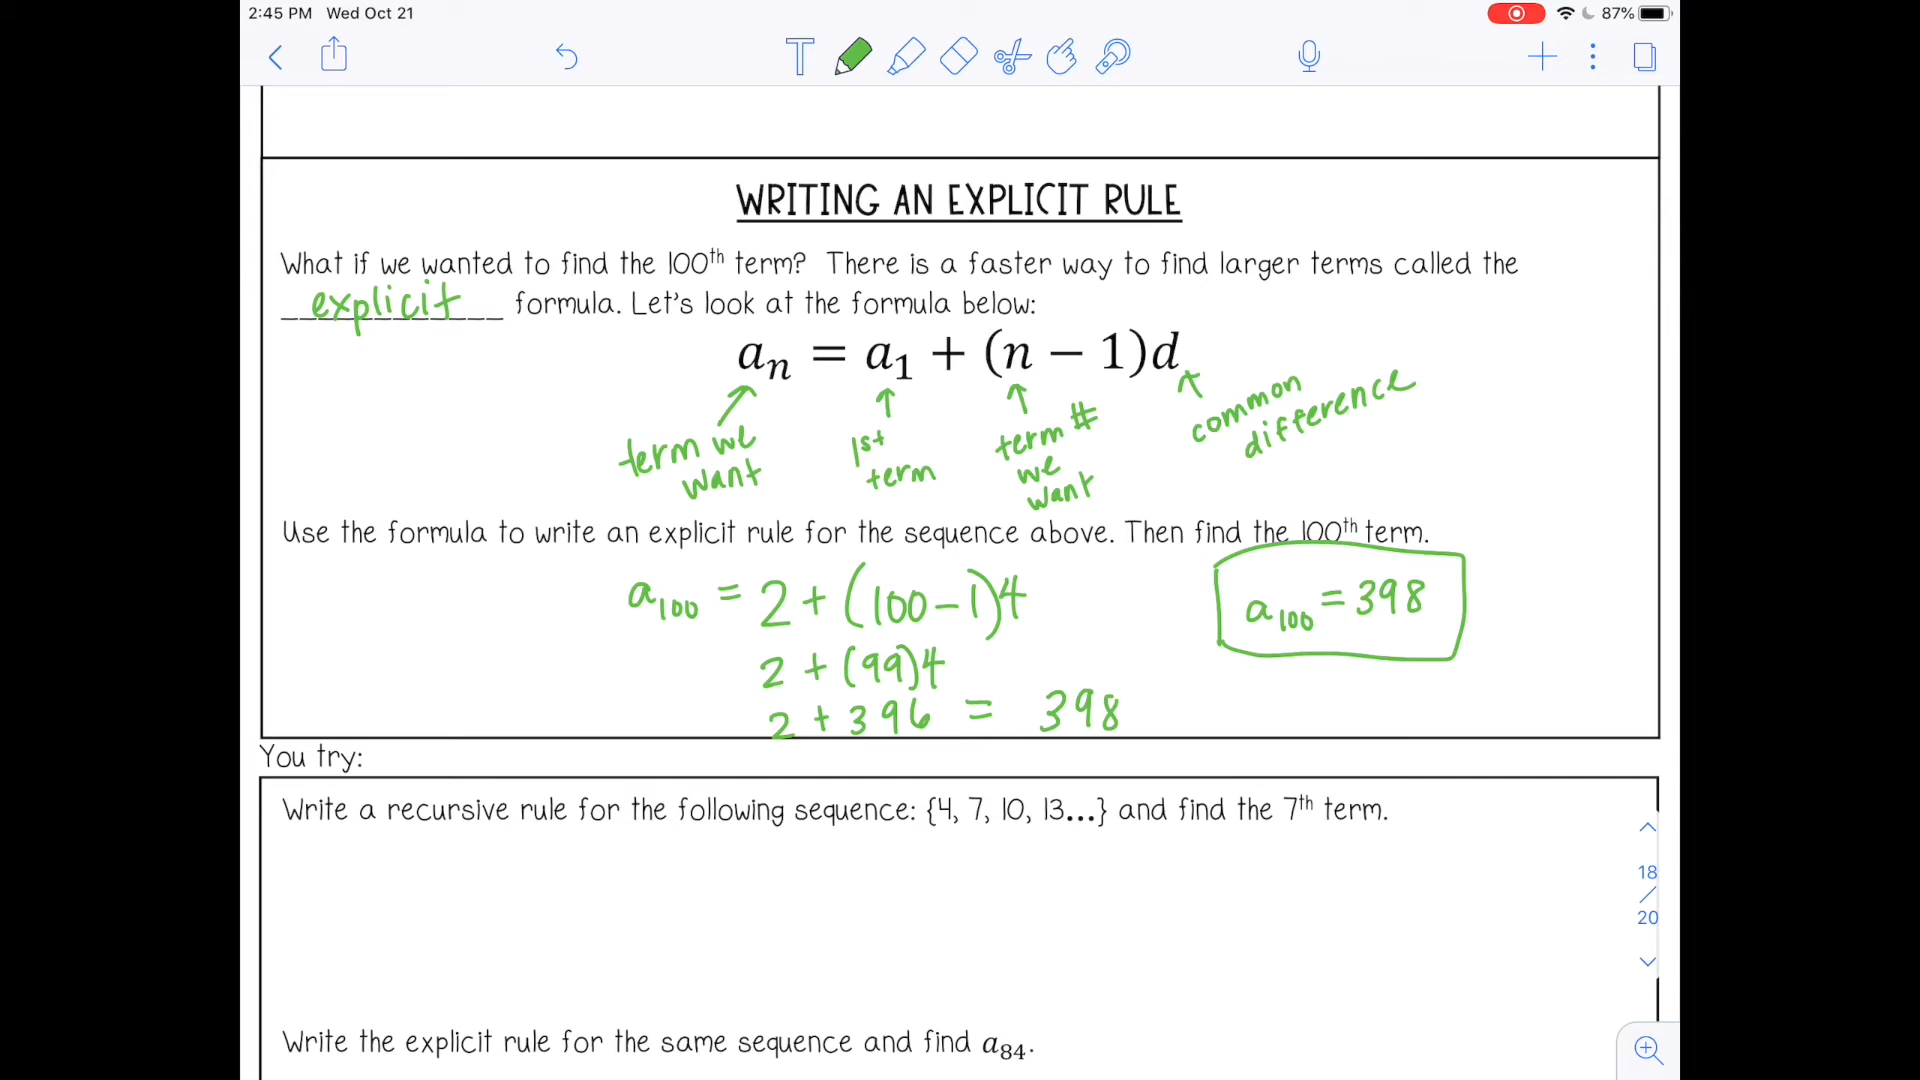 2:45 PM Wed Oct 21
87%
WRITING AN EXPLICIT RULE
What if we wanted to find the 100th term? There is a faster way to find larger terms called the
explicit formula. Let's look at the formula below:
aₙ = a₁ + (n − 1)d
term we want
1st term
term # we want
common difference
Use the formula to write an explicit rule for the sequence above. Then find the 100th term.
a₁₀₀ = 2 + (100 − 1)4
a₁₀₀ = 398
2 + (99)4
2 + 396 = 398
You try:
Write a recursive rule for the following sequence: {4, 7, 10, 13...} and find the 7th term.
18
/
20
Write the explicit rule for the same sequence and find a₈₄.